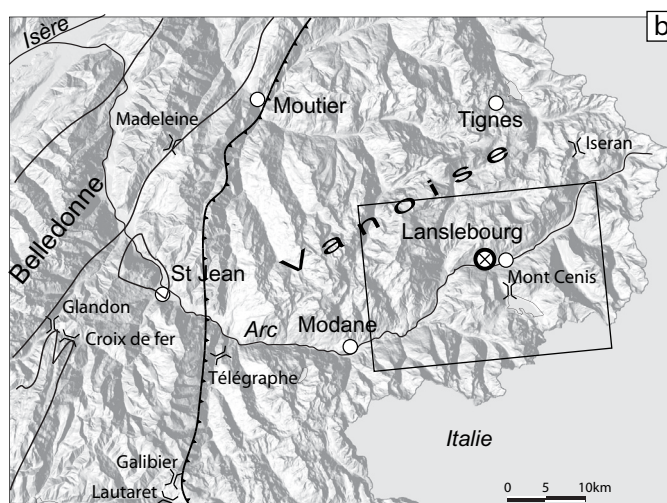 b
Isère
Moutier
Madeleine
Tignes
Iseran
Belledonne
Vanoise
Lanslebourg
St Jean
Mont Cenis
Glandon
Arc
Modane
Croix de fer
Télégraphe
Italie
Galibier
Lautaret
0 5 10km